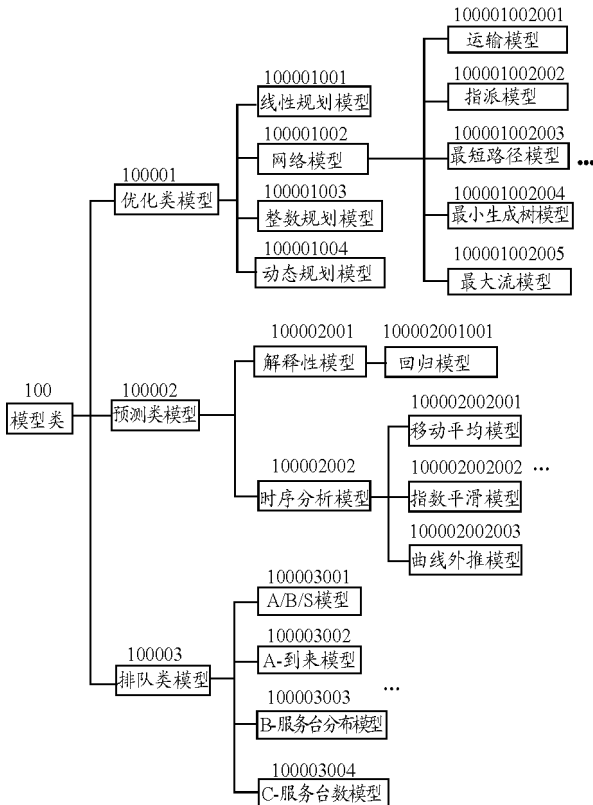 100
模型类
100001
优化类模型
100001001
线性规划模型
100001002
网络模型
100001003
整数规划模型
100001004
动态规划模型
100001002001
运输模型
100001002002
指派模型
100001002003
最短路径模型
...
100001002004
最小生成树模型
100001002005
最大流模型
100002
预测类模型
100002001
解释性模型
100002001001
回归模型
100002002
时序分析模型
100002002001
移动平均模型
100002002002
指数平滑模型
...
100002002003
曲线外推模型
100003
排队类模型
100003001
A/B/S模型
100003002
A-到来模型
...
100003003
B-服务台分布模型
100003004
C-服务台数模型